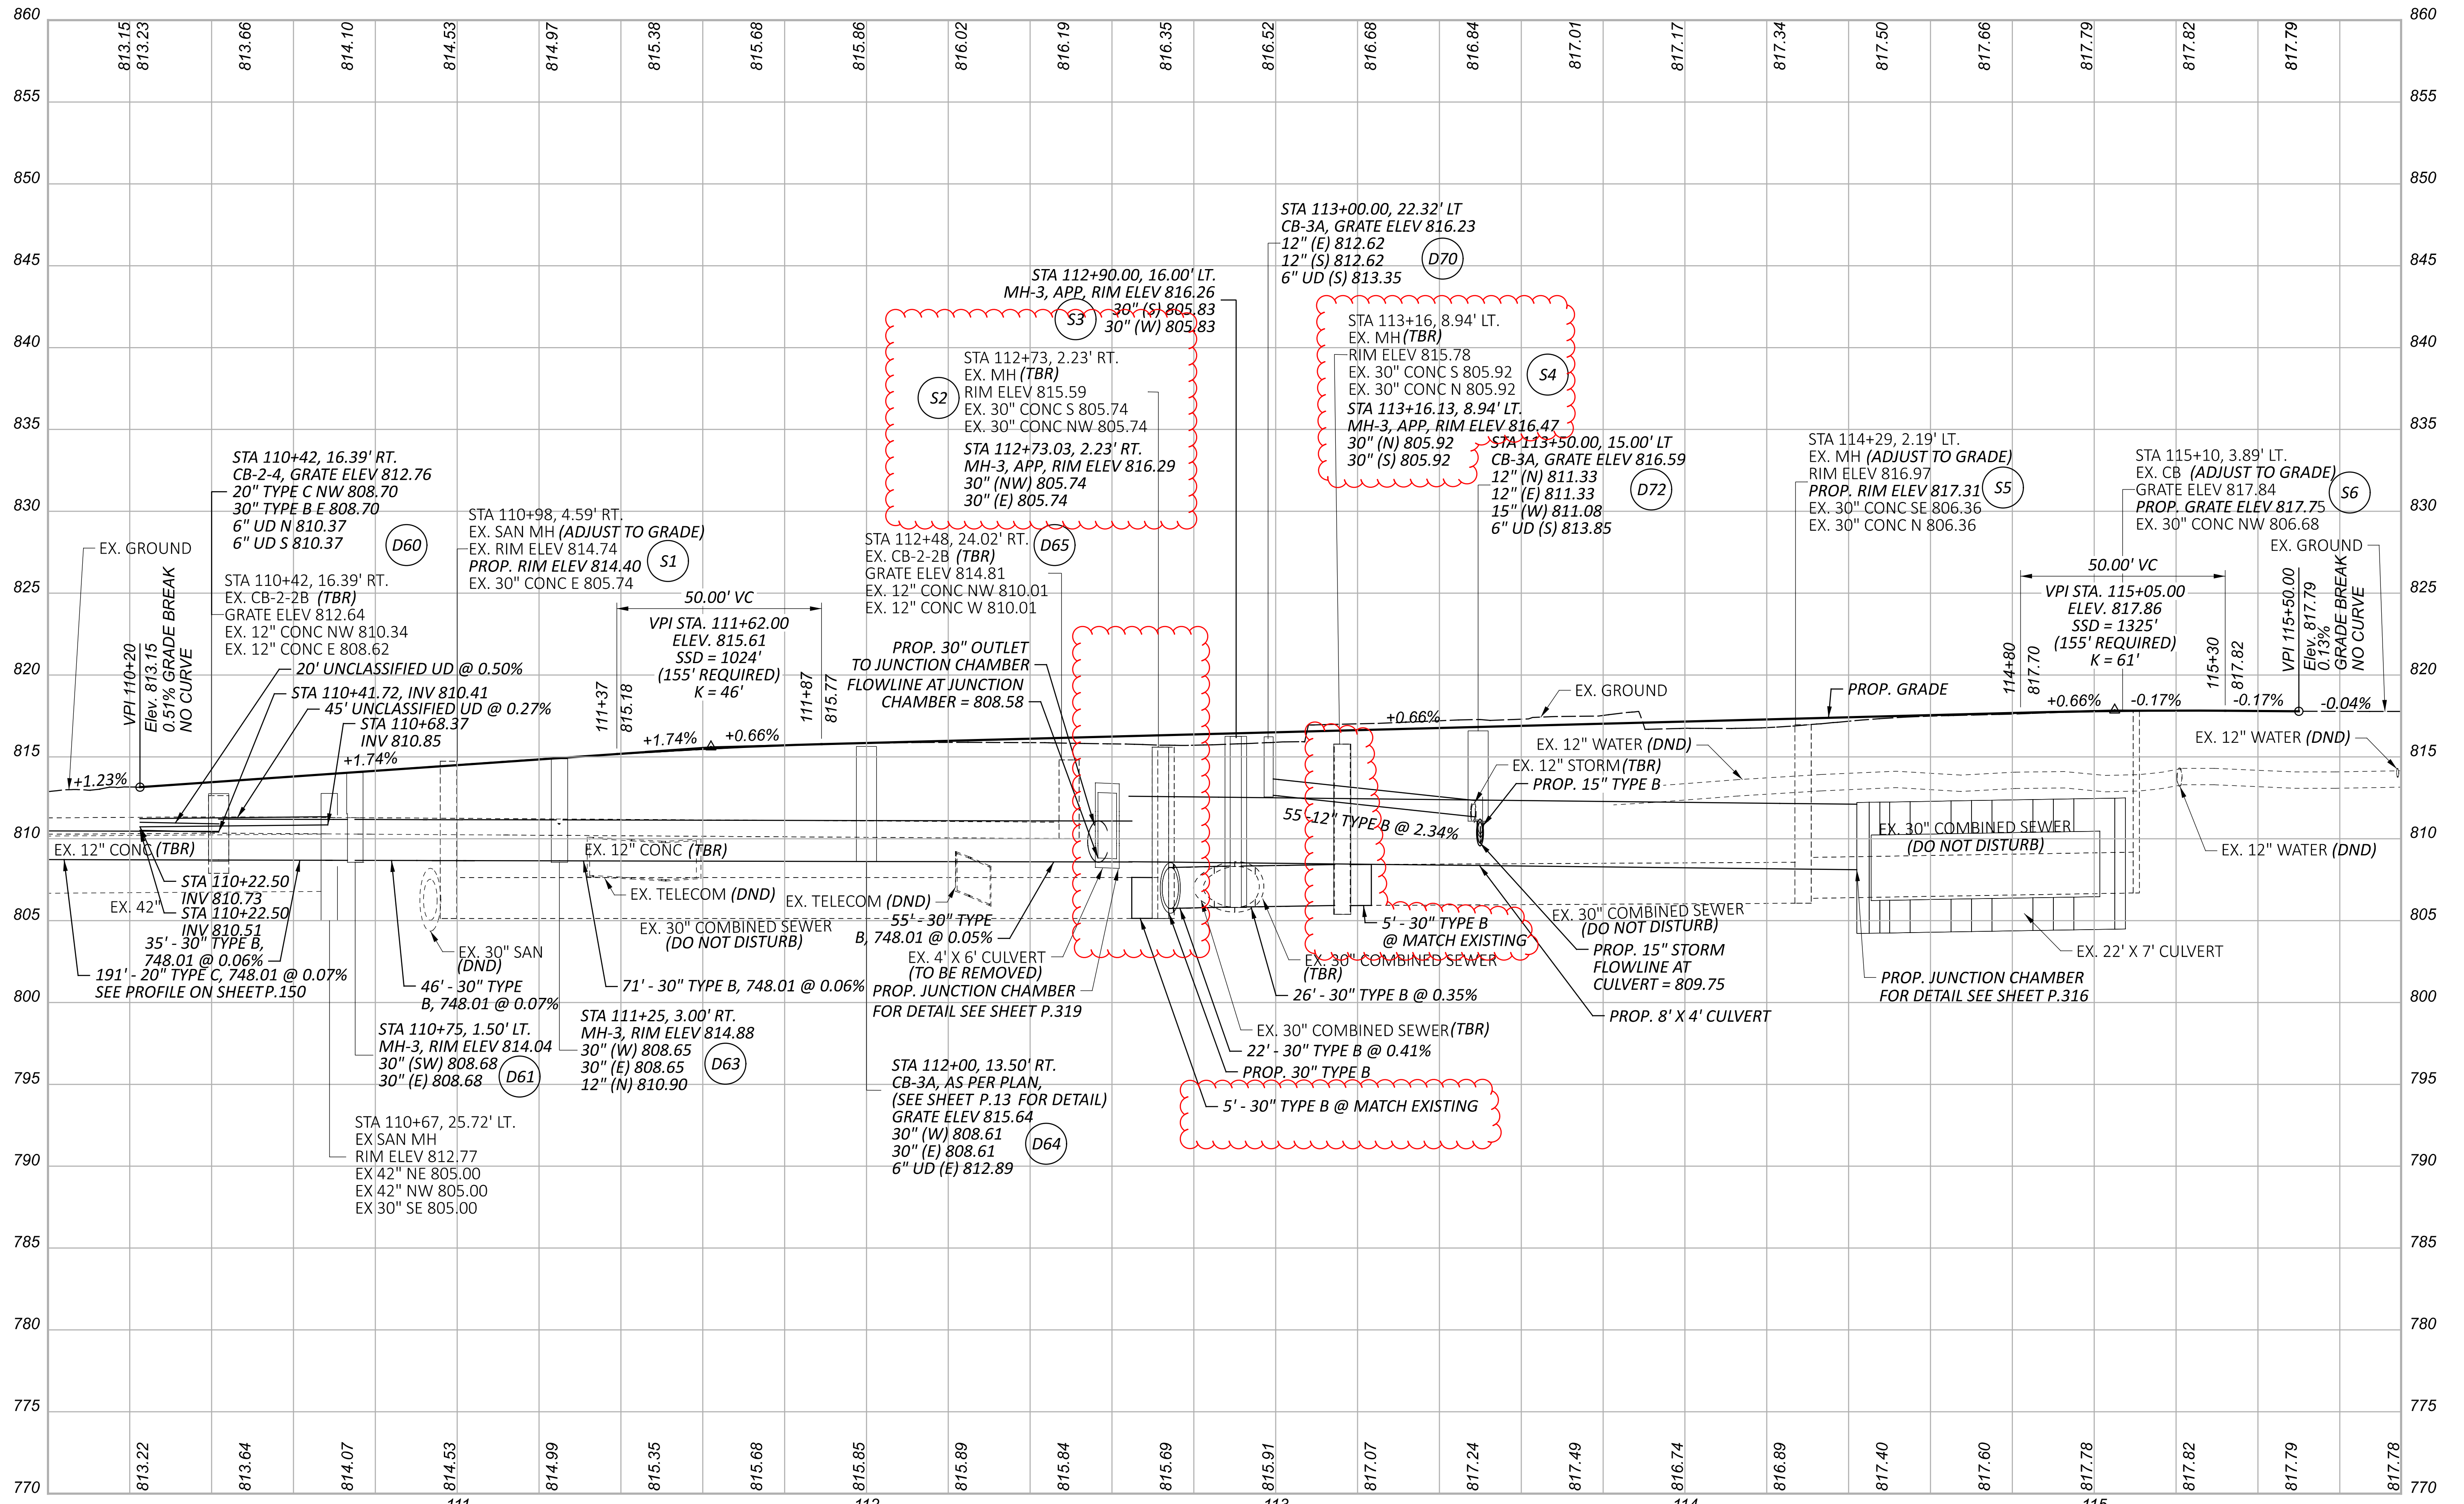 860
855
850
845
840
835
830
825
820
815
810
805
800
795
790
785
780
775
770
813.15
813.23
813.66
814.10
814.53
814.97
815.38
815.68
815.86
816.02
816.19
816.35
816.52
816.68
816.84
817.01
817.17
817.34
817.50
817.66
817.79
817.82
817.79
860
855
850
845
840
835
830
825
820
815
810
805
800
795
790
785
780
775
770
STA 113+00.00, 22.32' LT
CB-3A, GRATE ELEV 816.23
12" (E) 812.62
12" (S) 812.62
6" UD (S) 813.35
D70
STA 112+90.00, 16.00' LT.
MH-3, APP, RIM ELEV 816.26
30" (S) 805.83
30" (W) 805.83
S3
STA 112+73, 2.23' RT.
EX. MH (TBR)
RIM ELEV 815.59
EX. 30" CONC S 805.74
EX. 30" CONC NW 805.74
S2
STA 112+73.03, 2.23' RT.
MH-3, APP, RIM ELEV 816.29
30" (NW) 805.74
30" (E) 805.74
STA 113+16, 8.94' LT.
EX. MH (TBR)
RIM ELEV 815.78
EX. 30" CONC S 805.92
EX. 30" CONC N 805.92
S4
STA 113+16.13, 8.94' LT.
MH-3, APP, RIM ELEV 816.47
30" (N) 805.92
30" (S) 805.92
STA 113+50.00, 15.00' LT
CB-3A, GRATE ELEV 816.59
12" (N) 811.33
12" (E) 811.33
15" (W) 811.08
6" UD (S) 813.85
D72
STA 114+29, 2.19' LT.
EX. MH (ADJUST TO GRADE)
RIM ELEV 816.97
PROP. RIM ELEV 817.31
EX. 30" CONC SE 806.36
EX. 30" CONC N 806.36
S5
STA 115+10, 3.89' LT.
EX. CB (ADJUST TO GRADE)
GRATE ELEV 817.84
PROP. GRATE ELEV 817.75
EX. 30" CONC NW 806.68
S6
EX. GROUND
STA 110+42, 16.39' RT.
CB-2-4, GRATE ELEV 812.76
20" TYPE C NW 808.70
30" TYPE B E 808.70
6" UD N 810.37
6" UD S 810.37
D60
EX. GROUND
STA 110+42, 16.39' RT.
EX. CB-2-2B (TBR)
GRATE ELEV 812.64
EX. 12" CONC NW 810.34
EX. 12" CONC E 808.62
STA 110+98, 4.59' RT.
EX. SAN MH (ADJUST TO GRADE)
EX. RIM ELEV 814.74
PROP. RIM ELEV 814.40
EX. 30" CONC E 805.74
S1
STA 112+48, 24.02' RT.
EX. CB-2-2B (TBR)
GRATE ELEV 814.81
EX. 12" CONC NW 810.01
EX. 12" CONC W 810.01
D65
VPI 110+20
Elev. 813.15
0.51% GRADE BREAK
NO CURVE
20' UNCLASSIFIED UD @ 0.50%
STA 110+41.72, INV 810.41
45' UNCLASSIFIED UD @ 0.27%
STA 110+68.37
INV 810.85
+1.23%
+1.74%
50.00' VC
VPI STA. 111+62.00
ELEV. 815.61
SSD = 1024'
(155' REQUIRED)
K = 46'
111+37
815.18
111+87
815.77
+1.74%
+0.66%
PROP. 30" OUTLET
TO JUNCTION CHAMBER
FLOWLINE AT JUNCTION
CHAMBER = 808.58
EX. GROUND
+0.66%
PROP. GRADE
50.00' VC
VPI STA. 115+05.00
ELEV. 817.86
SSD = 1325'
(155' REQUIRED)
K = 61'
114+80
817.70
115+30
817.82
+0.66%
-0.17%
-0.17%
-0.04%
VPI 115+50.00
Elev. 817.79
0.13%
GRADE BREAK
NO CURVE
EX. 12" WATER (DND)
EX. 12" STORM (TBR)
PROP. 15" TYPE B
55'-12" TYPE B @ 2.34%
EX. 12" WATER (DND)
EX. 12" WATER (DND)
EX. 30" COMBINED SEWER
(DO NOT DISTURB)
EX. 12" CONC (TBR)
EX. 12" CONC (TBR)
STA 110+22.50
INV 810.73
EX. 42"
STA 110+22.50
INV 810.51
35' - 30" TYPE B,
748.01 @ 0.06%
191' - 20" TYPE C, 748.01 @ 0.07%
SEE PROFILE ON SHEET P.150
EX. 30" SAN
(DND)
46' - 30" TYPE
B, 748.01 @ 0.07%
EX. TELECOM (DND)
EX. 30" COMBINED SEWER
(DO NOT DISTURB)
71' - 30" TYPE B, 748.01 @ 0.06%
EX. TELECOM (DND)
55' - 30" TYPE
B, 748.01 @ 0.05%
EX. 4' X 6' CULVERT
(TO BE REMOVED)
PROP. JUNCTION CHAMBER
FOR DETAIL SEE SHEET P.319
5' - 30" TYPE B
@ MATCH EXISTING
EX. 30" COMBINED SEWER
(TBR)
26' - 30" TYPE B @ 0.35%
EX. 30" COMBINED SEWER (TBR)
22' - 30" TYPE B @ 0.41%
PROP. 30" TYPE B
5' - 30" TYPE B @ MATCH EXISTING
EX. 30" COMBINED SEWER
(DO NOT DISTURB)
PROP. 15" STORM
FLOWLINE AT
CULVERT = 809.75
PROP. 8' X 4' CULVERT
EX. 22' X 7' CULVERT
PROP. JUNCTION CHAMBER
FOR DETAIL SEE SHEET P.316
STA 110+75, 1.50' LT.
MH-3, RIM ELEV 814.04
30" (SW) 808.68
30" (E) 808.68
D61
STA 111+25, 3.00' RT.
MH-3, RIM ELEV 814.88
30" (W) 808.65
30" (E) 808.65
12" (N) 810.90
D63
STA 112+00, 13.50' RT.
CB-3A, AS PER PLAN,
(SEE SHEET P.13 FOR DETAIL)
GRATE ELEV 815.64
30" (W) 808.61
30" (E) 808.61
6" UD (E) 812.89
D64
STA 110+67, 25.72' LT.
EX SAN MH
RIM ELEV 812.77
EX 42" NE 805.00
EX 42" NW 805.00
EX 30" SE 805.00
813.22
813.64
814.07
814.53
814.99
815.35
815.68
815.85
815.89
815.84
815.69
815.91
817.07
817.24
817.49
816.74
816.89
817.40
817.60
817.78
817.82
817.79
817.78
111
112
113
114
115